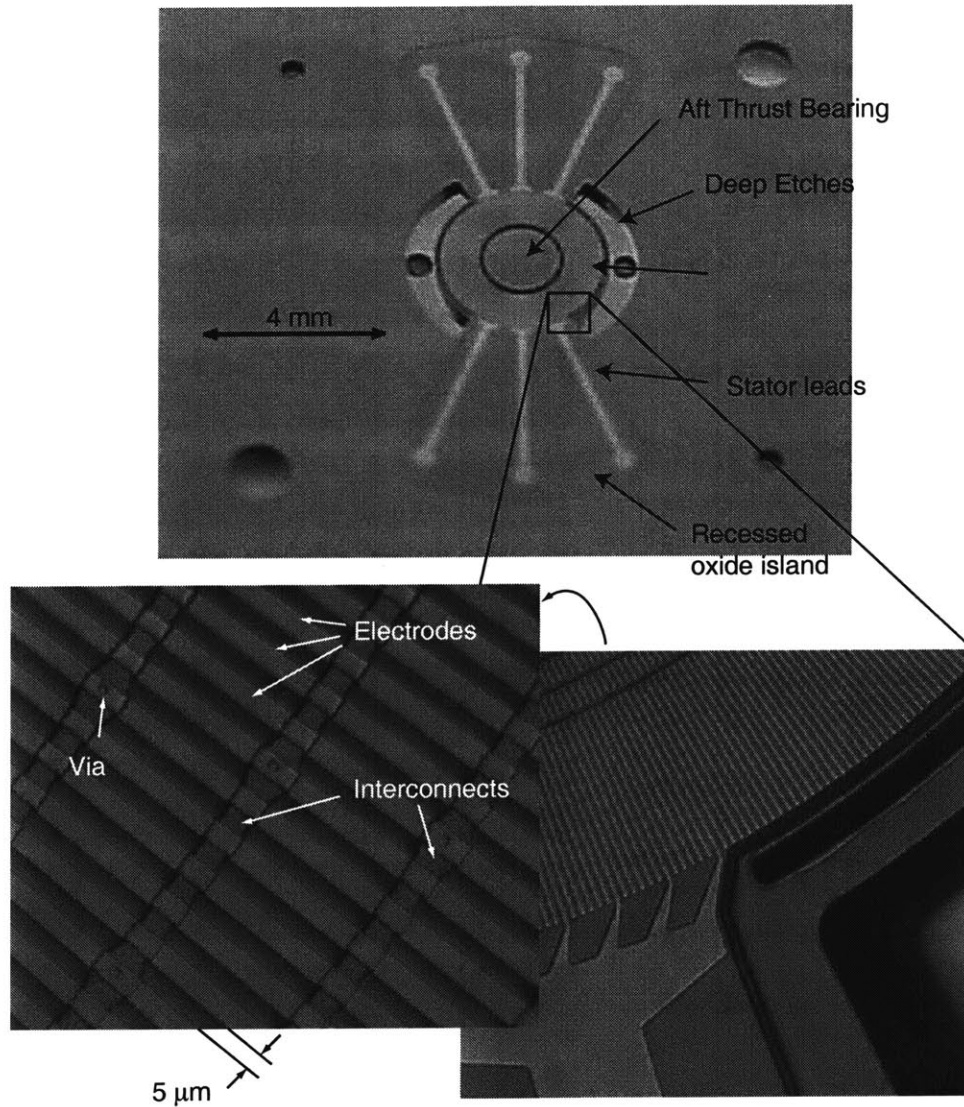 Aft Thrust Bearing
Deep Etches
4 mm
Stator leads
Recessed
oxide island
Electrodes
Via
Interconnects
5 μm